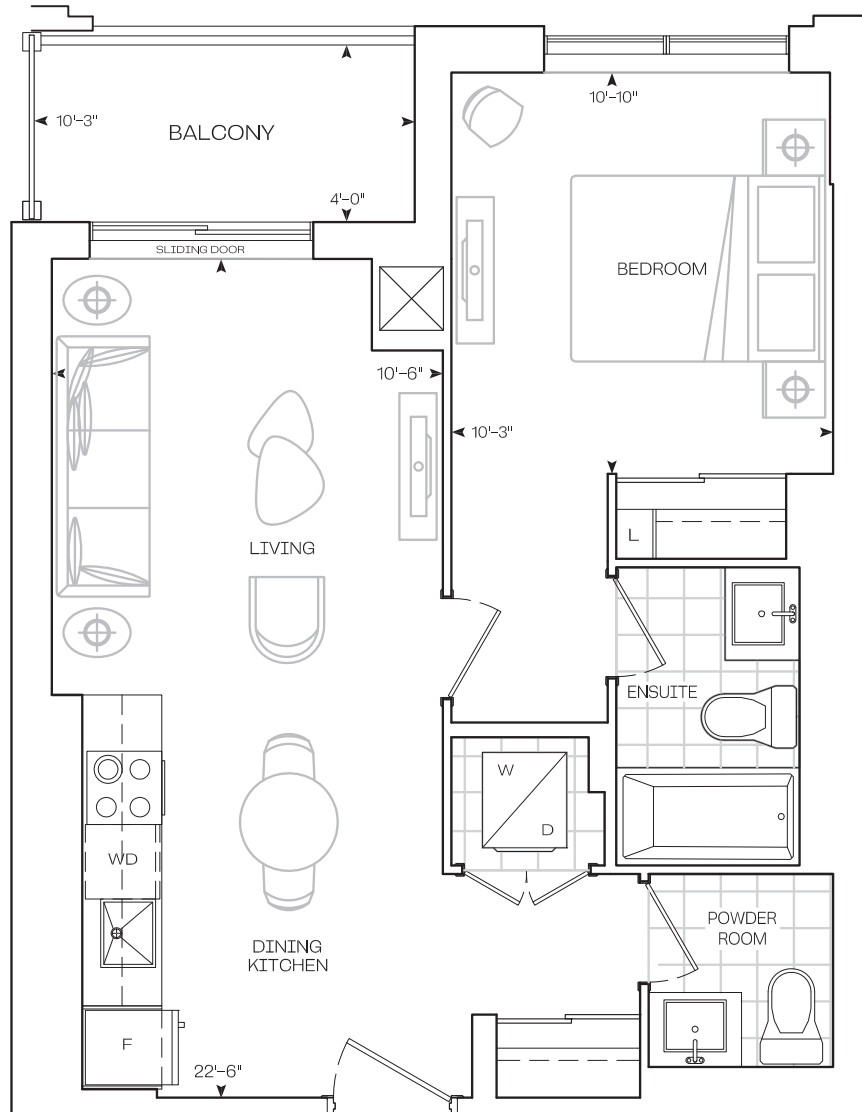 10'-10"
10'-3"
BALCONY
4'-0"
SLIDING DOOR
BEDROOM
10'-6"
10'-3"
L
LIVING
ENSUITE
W
D
WD
POWDER
ROOM
DINING
KITCHEN
F
22'-6"